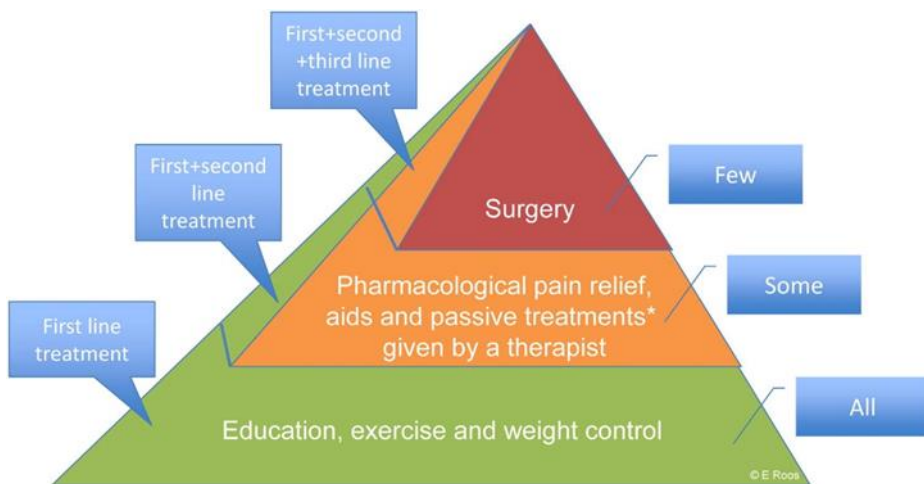 First+second
+third line
treatment
First+second
line
treatment
First line
treatment
Surgery
Few
Pharmacological pain relief,
aids and passive treatments*
given by a therapist
Some
Education, exercise and weight control
All
© E Roos